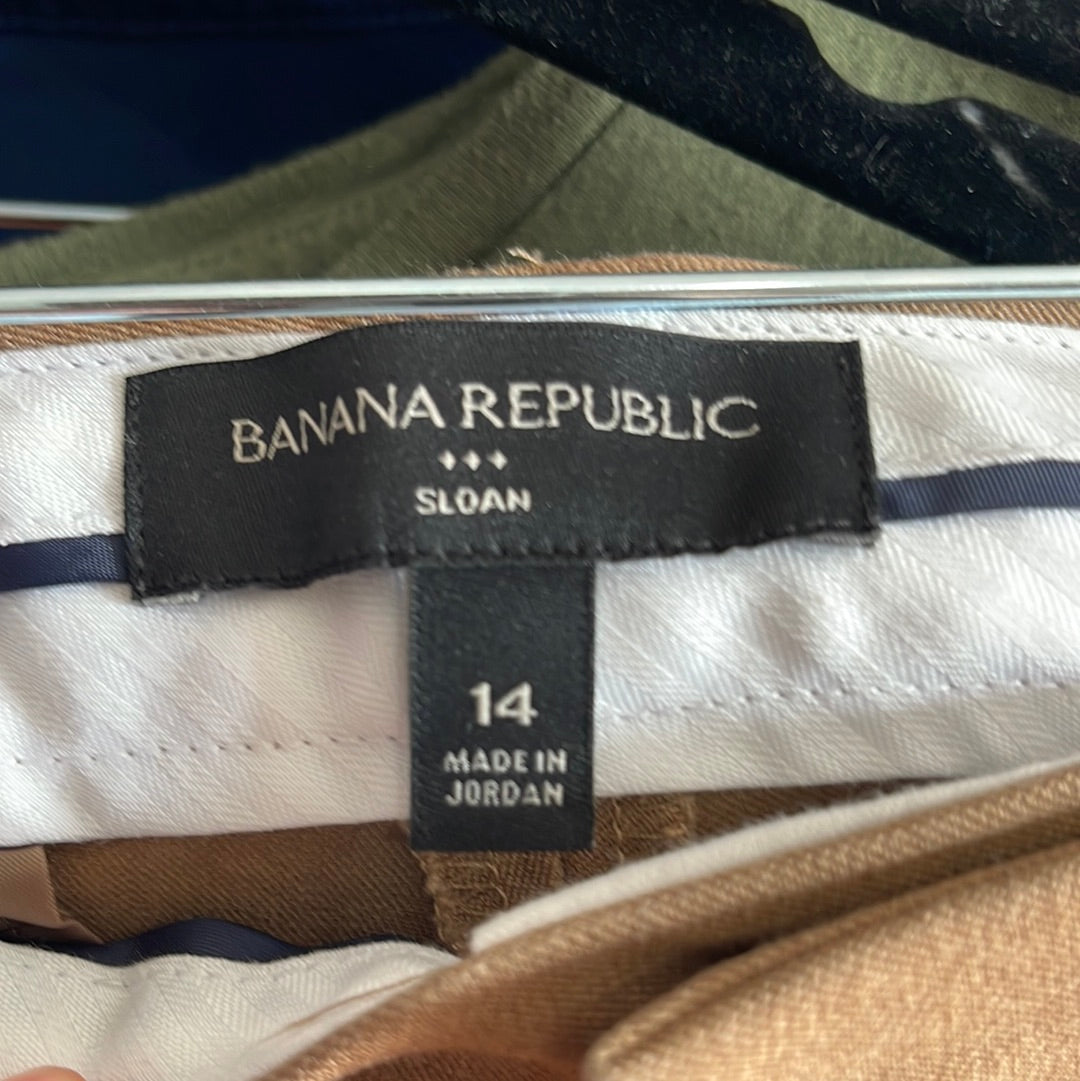 BANANA REPUBLIC
SLOAN
14
MADE IN
JORDAN